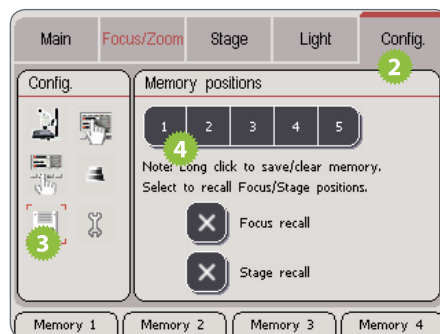 Main Focus/Zoom Stage Light Config.
2
Config.
3
Memory positions
1 2 3 4 5
4
Note: Long click to save/clear memory.
Select to recall Focus/Stage positions.
Focus recall
Stage recall
Memory 1 Memory 2 Memory 3 Memory 4